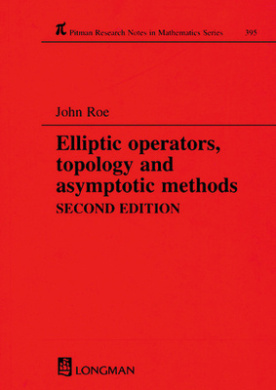 π Pitman Research Notes in Mathematics Series 395
John Roe
Elliptic operators,
topology and
asymptotic methods
SECOND EDITION
LONGMAN